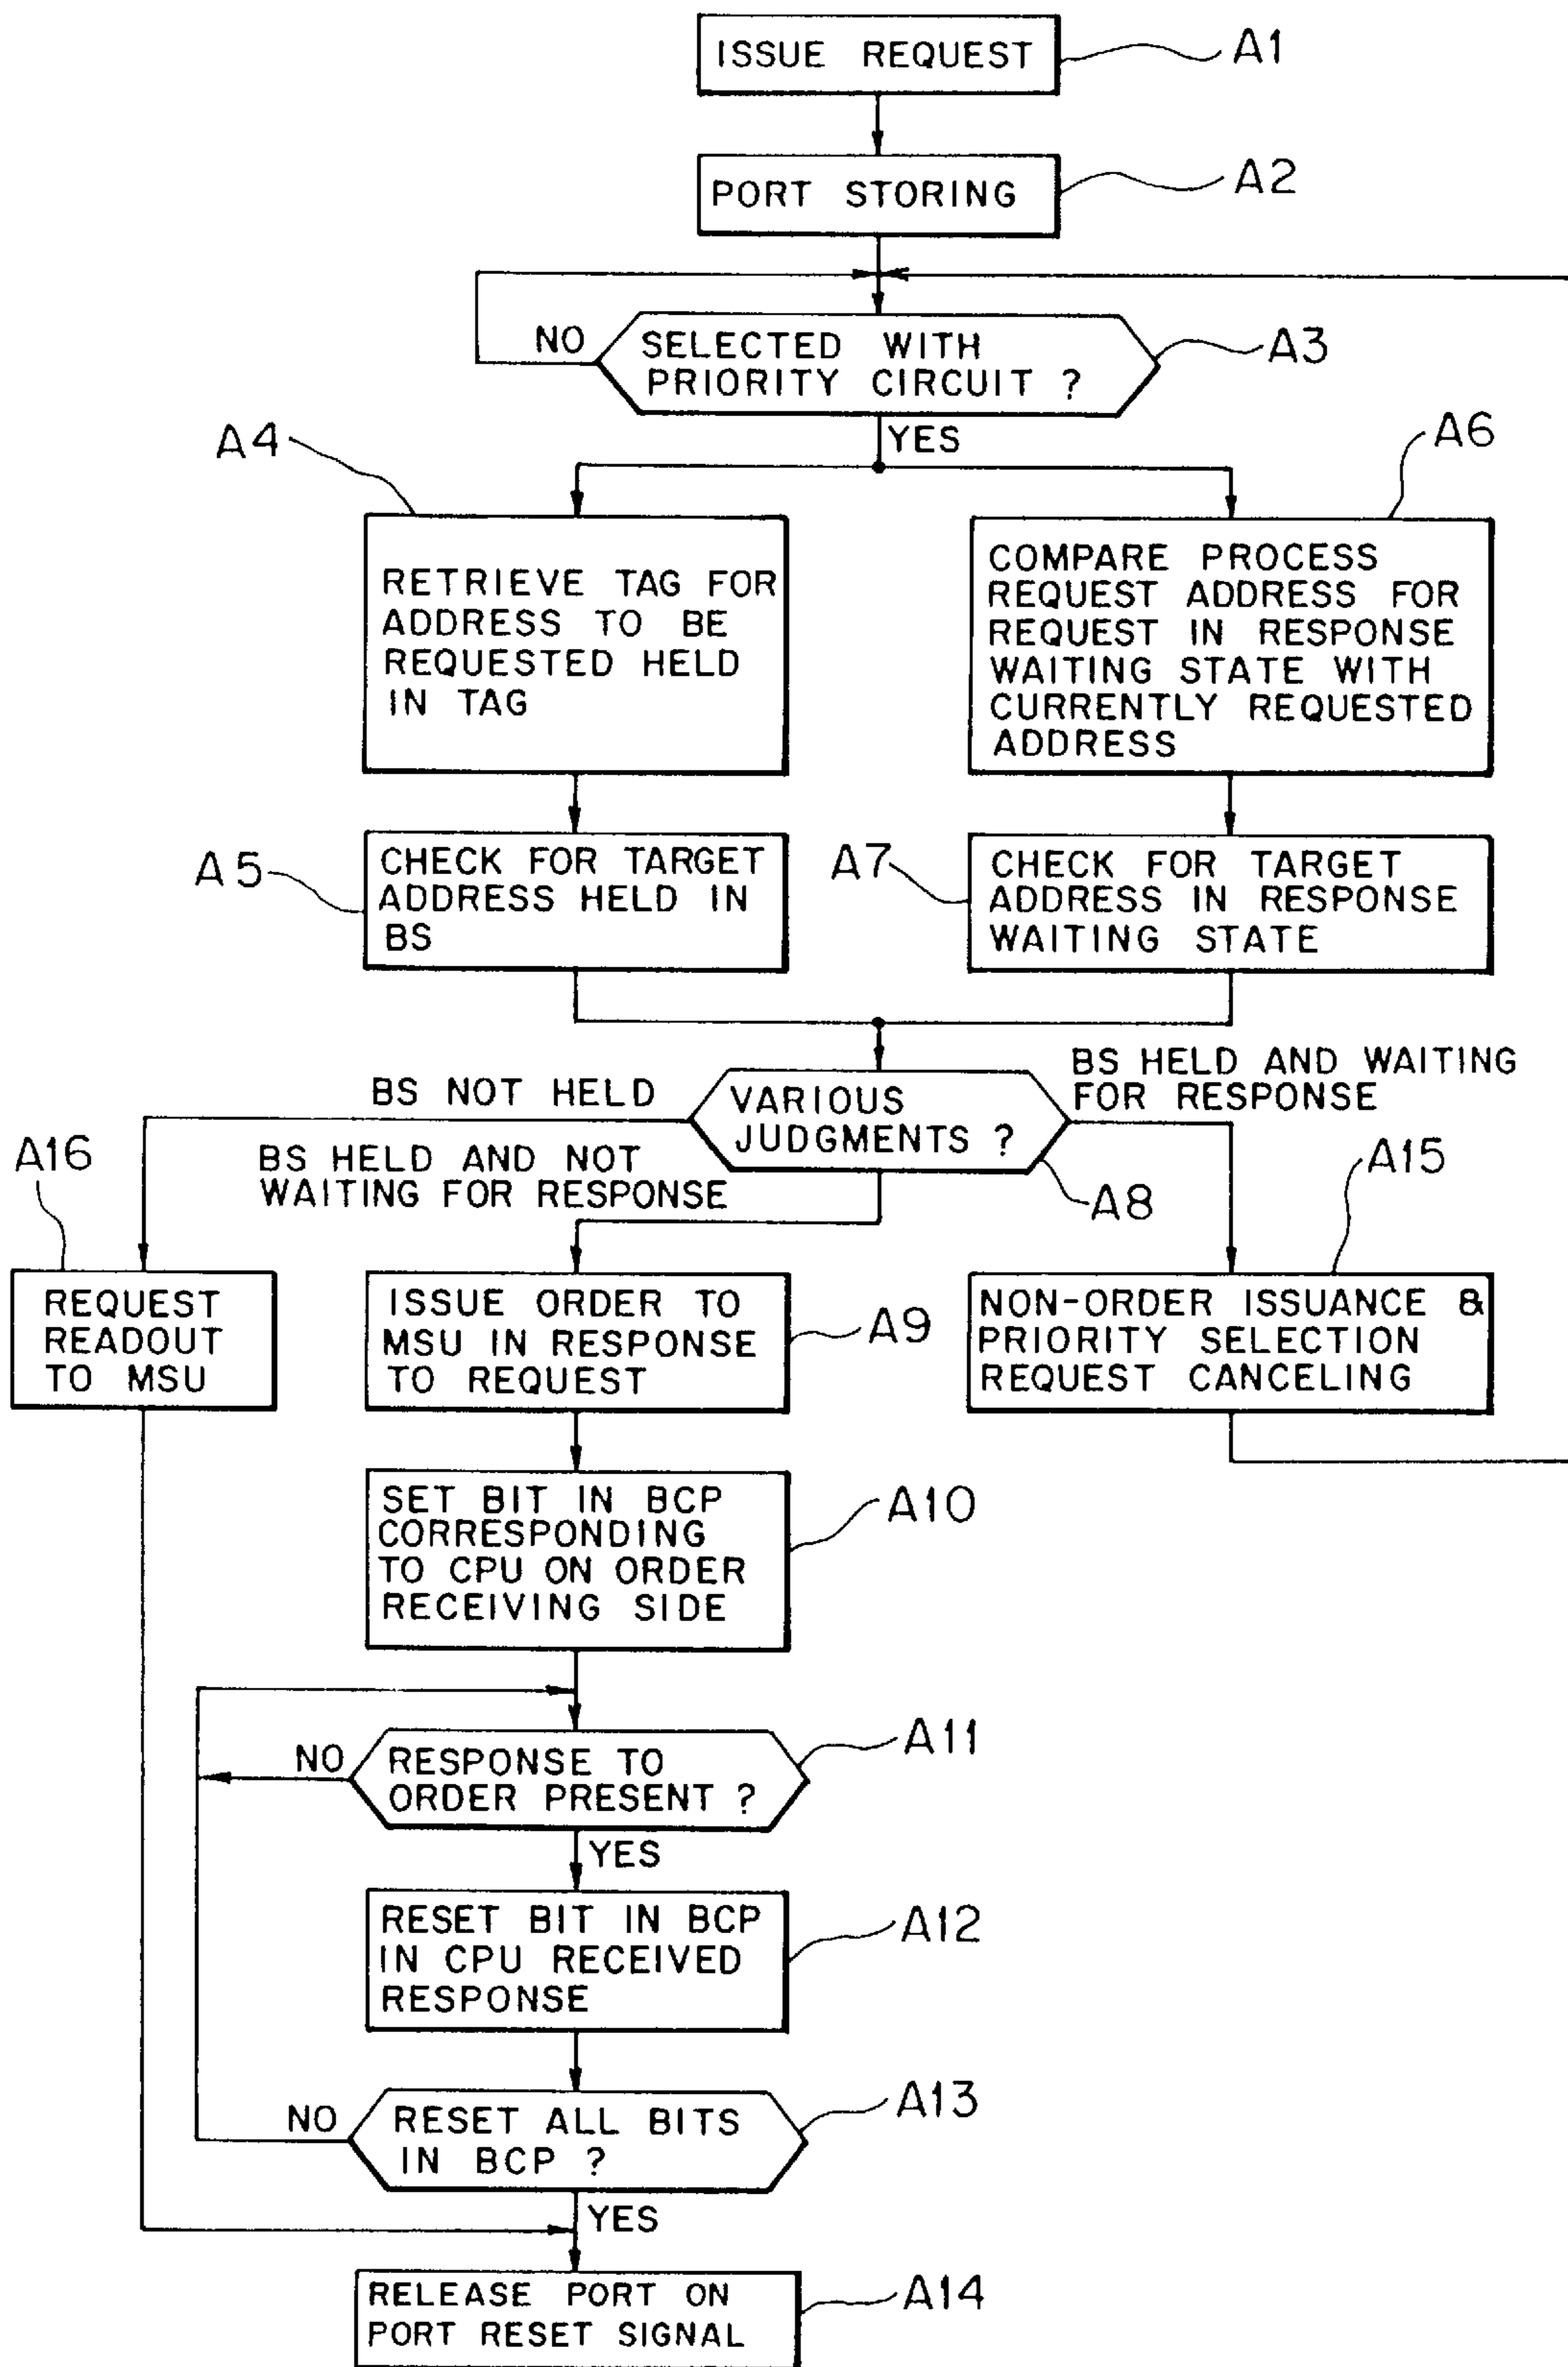 ISSUE REQUEST
A1
PORT STORING
A2
NO
SELECTED WITH
PRIORITY CIRCUIT ?
A3
YES
A4
A6
RETRIEVE TAG FOR
ADDRESS TO BE
REQUESTED HELD
IN TAG
COMPARE PROCESS
REQUEST ADDRESS FOR
REQUEST IN RESPONSE
WAITING STATE WITH
CURRENTLY REQUESTED
ADDRESS
A5
CHECK FOR TARGET
ADDRESS HELD IN
BS
A7
CHECK FOR TARGET
ADDRESS IN RESPONSE
WAITING STATE
BS NOT HELD
VARIOUS
JUDGMENTS ?
BS HELD AND WAITING
FOR RESPONSE
A16
BS HELD AND NOT
WAITING FOR RESPONSE
A8
A15
REQUEST
READOUT
TO MSU
ISSUE ORDER TO
MSU IN RESPONSE
TO REQUEST
A9
NON-ORDER ISSUANCE &
PRIORITY SELECTION
REQUEST CANCELING
SET BIT IN BCP
CORRESPONDING
TO CPU ON ORDER
RECEIVING SIDE
A10
NO
RESPONSE TO
ORDER PRESENT ?
A11
YES
RESET BIT IN BCP
IN CPU RECEIVED
RESPONSE
A12
NO
RESET ALL BITS
IN BCP ?
A13
YES
RELEASE PORT ON
PORT RESET SIGNAL
A14